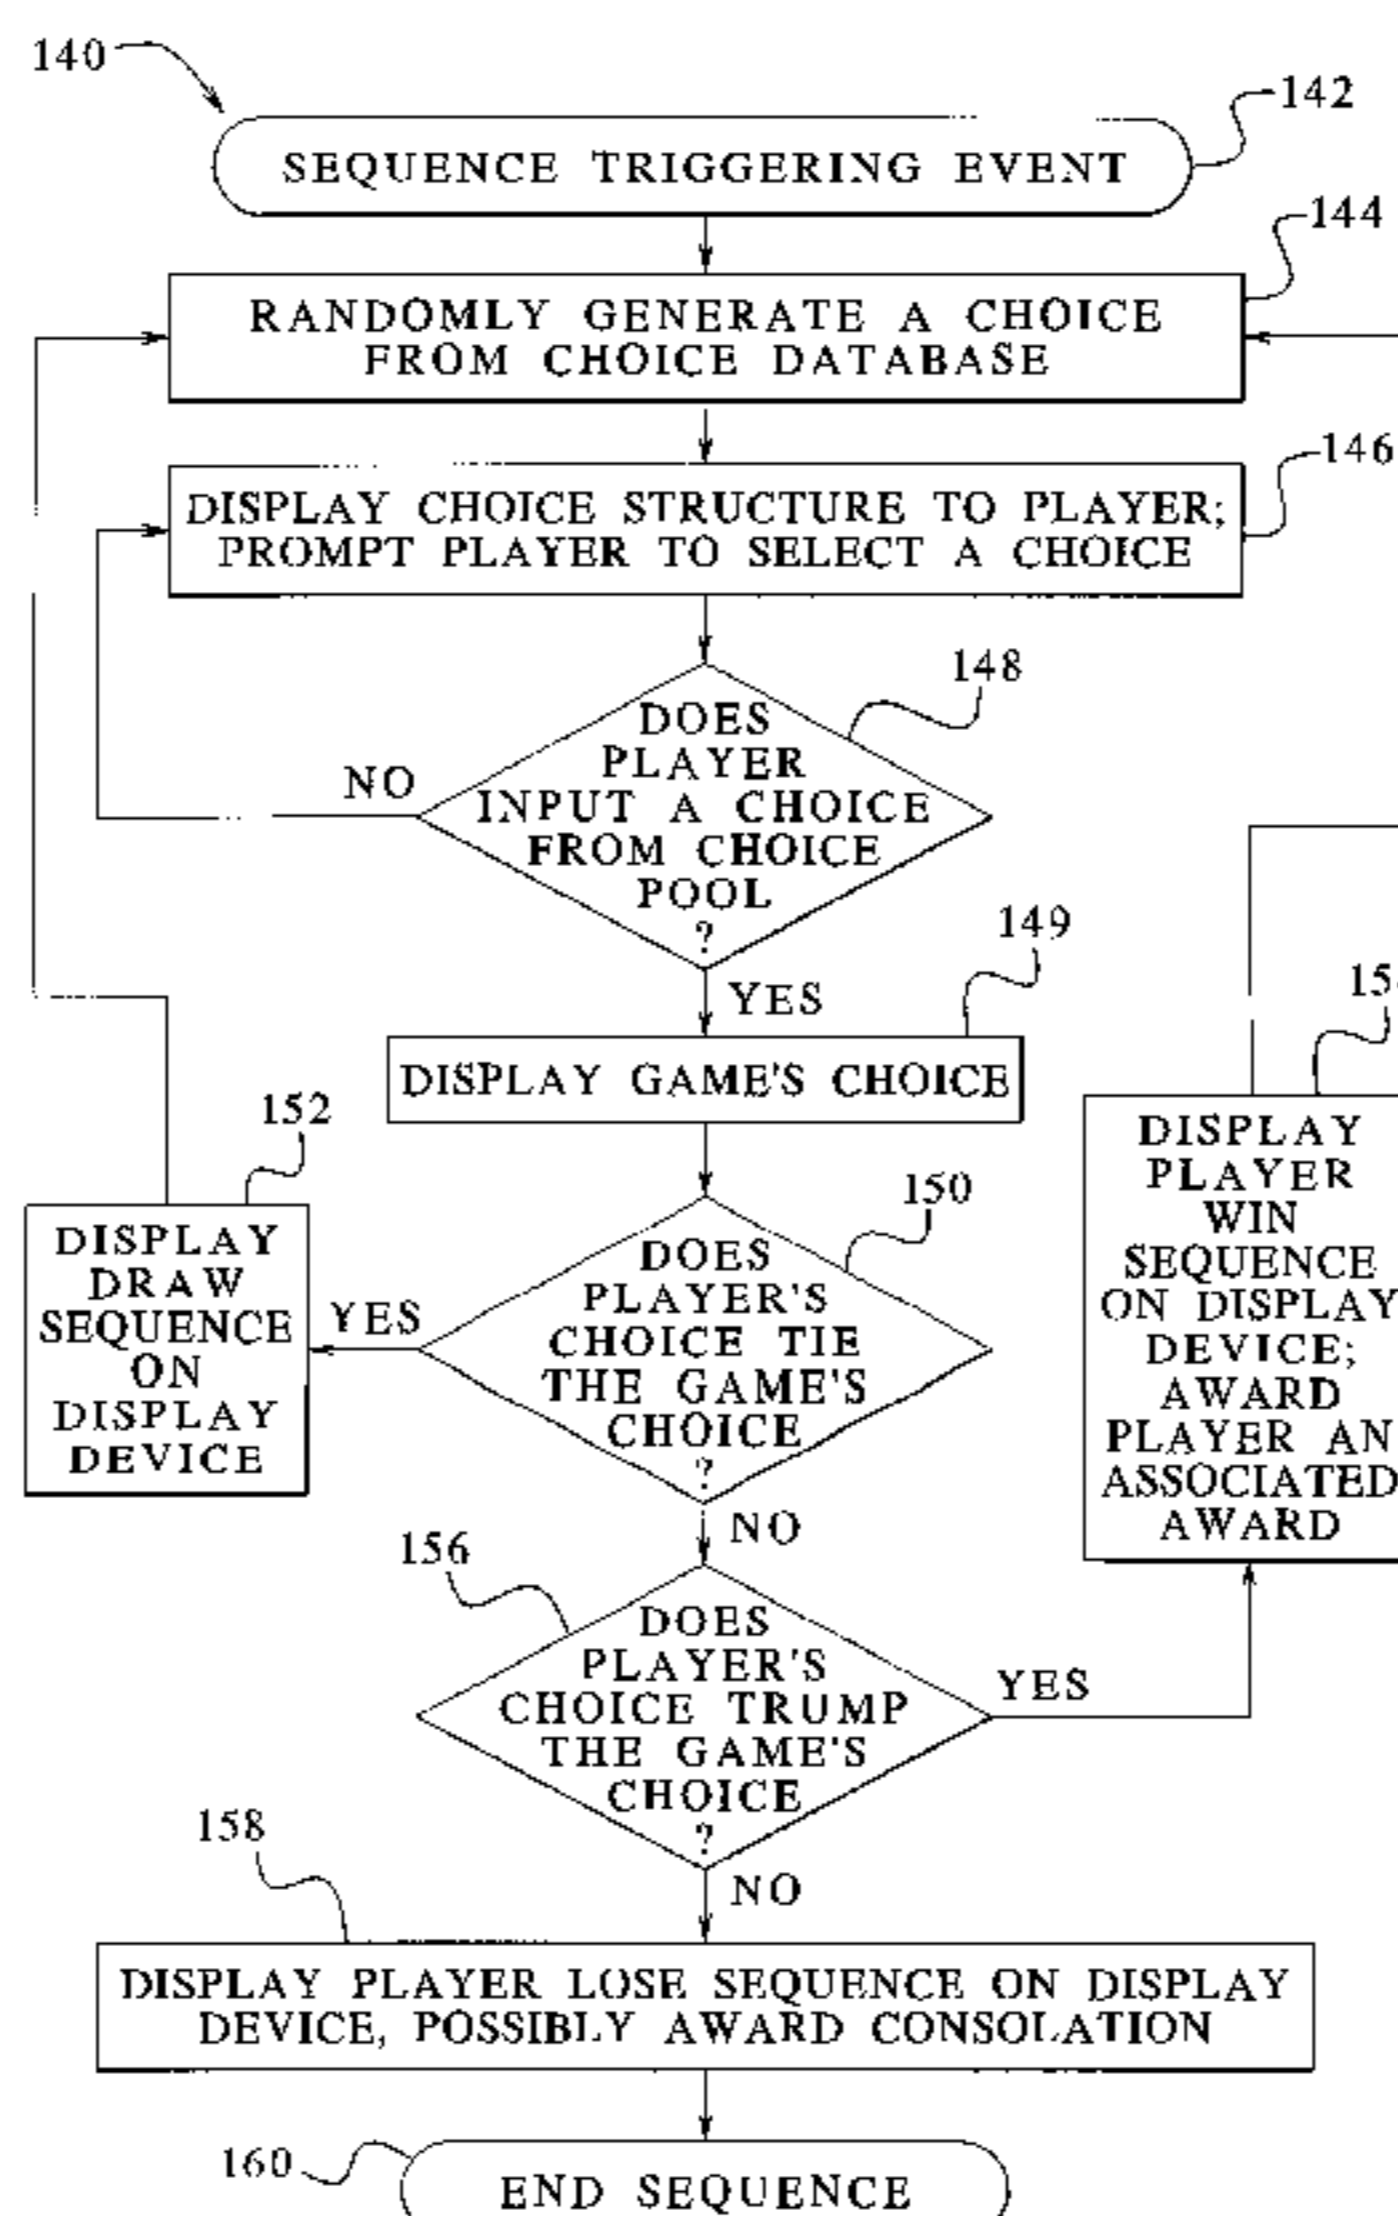 140
142
SEQUENCE TRIGGERING EVENT
144
RANDOMLY GENERATE A CHOICE
FROM CHOICE DATABASE
146
DISPLAY CHOICE STRUCTURE TO PLAYER;
PROMPT PLAYER TO SELECT A CHOICE
148
DOES
PLAYER
INPUT A CHOICE
FROM CHOICE
POOL
?
NO
YES
149
DISPLAY GAME'S CHOICE
152
DISPLAY
DRAW
SEQUENCE
ON
DISPLAY
DEVICE
YES
150
DOES
PLAYER'S
CHOICE TIE
THE GAME'S
CHOICE
?
NO
DISPLAY
PLAYER
WIN
SEQUENCE
ON DISPLAY
DEVICE;
AWARD
PLAYER AN
ASSOCIATED
AWARD
156
DOES
PLAYER'S
CHOICE TRUMP
THE GAME'S
CHOICE
?
YES
NO
158
DISPLAY PLAYER LOSE SEQUENCE ON DISPLAY
DEVICE, POSSIBLY AWARD CONSOLATION
160
END SEQUENCE